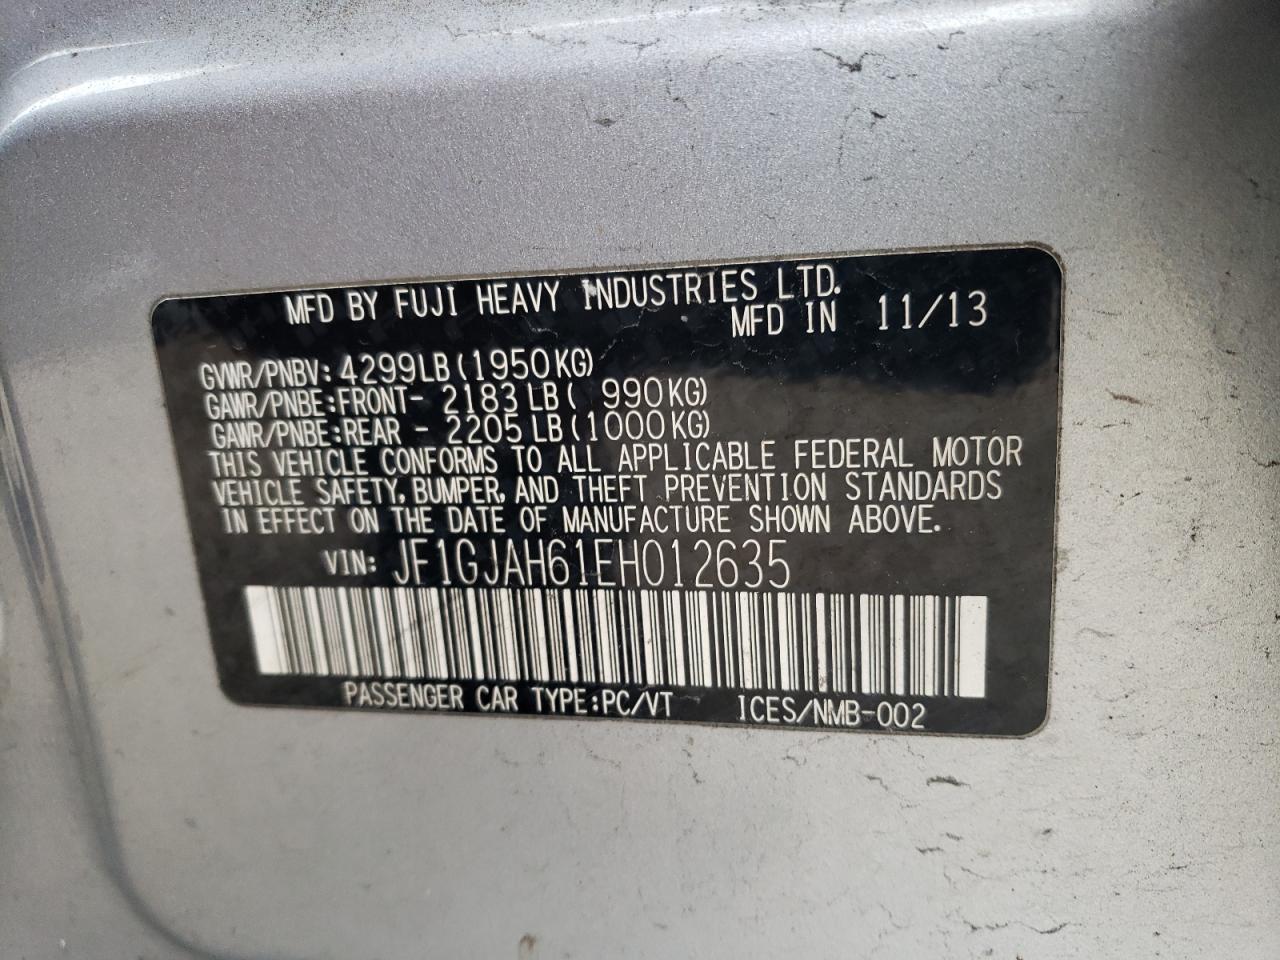 MFD BY FUJI HEAVY INDUSTRIES LTD.
MFD IN 11/13
GVWR/PNBV: 4299LB (1950KG)
GAWR/PNBE:FRONT- 2183 LB ( 990KG)
GAWR/PNBE:REAR - 2205 LB (1000KG)
THIS VEHICLE CONFORMS TO ALL APPLICABLE FEDERAL MOTOR
VEHICLE SAFETY, BUMPER, AND THEFT PREVENTION STANDARDS
IN EFFECT ON THE DATE OF MANUFACTURE SHOWN ABOVE.
VIN: JF1GJAH61EH012635
PASSENGER CAR TYPE:PC/VT ICES/NMB-002